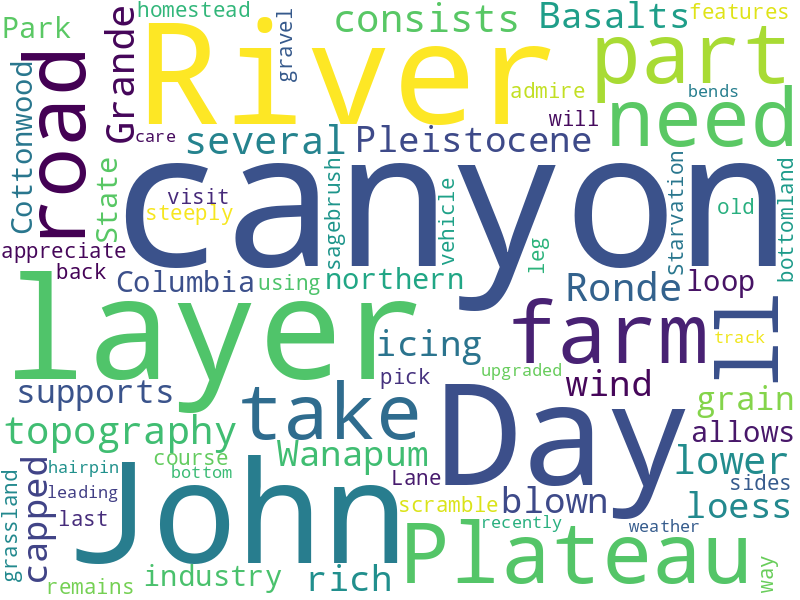 homestead
Park
River
gravel
consists
Basalts
features
Cottonwood
road
Grande
admire
part
bends
care
will
need
several
Pleistocene
canyon
State
visit
steeply
sagebrush
vehicle
leg
Starvation
old
bottomland
appreciate
back
Columbia
using
northern
Ronde
loop
layer
icing
farm
ll
track
supports
pick
upgraded
wind
grain
take
Day
topography
Wanapum
allows
course
lower
hairpin
bottom
Lane
grassland
capped
leading
last
John
scramble
blown
sides
loess
recently
weather
Plateau
way
remains
industry
rich